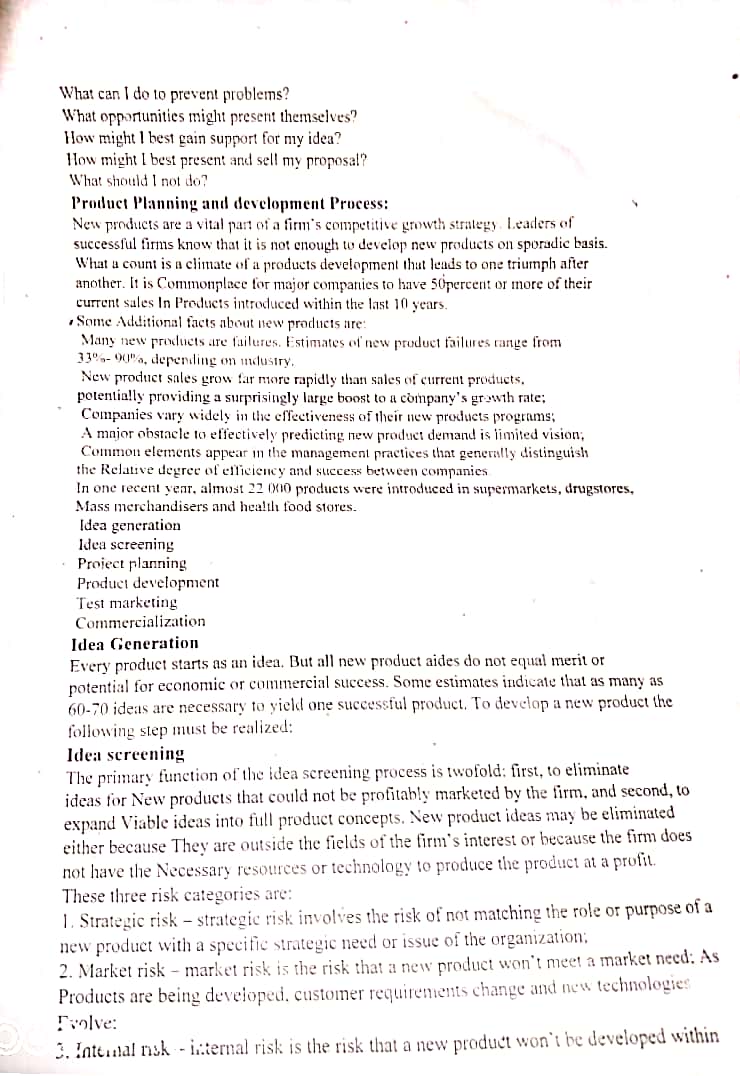 What can I do to prevent problems?
What opportunities might present themselves?
How might I best gain support for my idea?
How might I best present and sell my proposal?
What should I not do?
Product Planning and development Process:
New products are a vital part of a firm's competitive growth strategy. Leaders of
successful firms know that it is not enough to develop new products on sporadic basis.
What a count is a climate of a products development that leads to one triumph after
another. It is Commonplace for major companies to have 50percent or more of their
current sales In Products introduced within the last 10 years.
Some Additional facts about new products are:
Many new products are failures. Estimates of new product failures range from
33%- 90%, depending on industry.
New product sales grow far more rapidly than sales of current products,
potentially providing a surprisingly large boost to a company's growth rate;
Companies vary widely in the effectiveness of their new products programs;
A major obstacle to effectively predicting new product demand is limited vision;
Common elements appear in the management practices that generally distinguish
the Relative degree of efficiency and success between companies
In one recent year, almost 22 000 products were introduced in supermarkets, drugstores,
Mass merchandisers and health food stores.
Idea generation
Idea screening
Project planning
Product development
Test marketing
Commercialization
Idea Generation
Every product starts as an idea. But all new product aides do not equal merit or
potential for economic or commercial success. Some estimates indicate that as many as
60-70 ideas are necessary to yield one successful product. To develop a new product the
following step must be realized:
Idea screening
The primary function of the idea screening process is twofold: first, to eliminate
ideas for New products that could not be profitably marketed by the firm, and second, to
expand Viable ideas into full product concepts. New product ideas may be eliminated
either because They are outside the fields of the firm's interest or because the firm does
not have the Necessary resources or technology to produce the product at a profit.
These three risk categories are:
1. Strategic risk – strategic risk involves the risk of not matching the role or purpose of a
new product with a specific strategic need or issue of the organization;
2. Market risk – market risk is the risk that a new product won't meet a market need: As
Products are being developed, customer requirements change and new technologies
Evolve:
3. Internal risk - internal risk is the risk that a new product won't be developed within